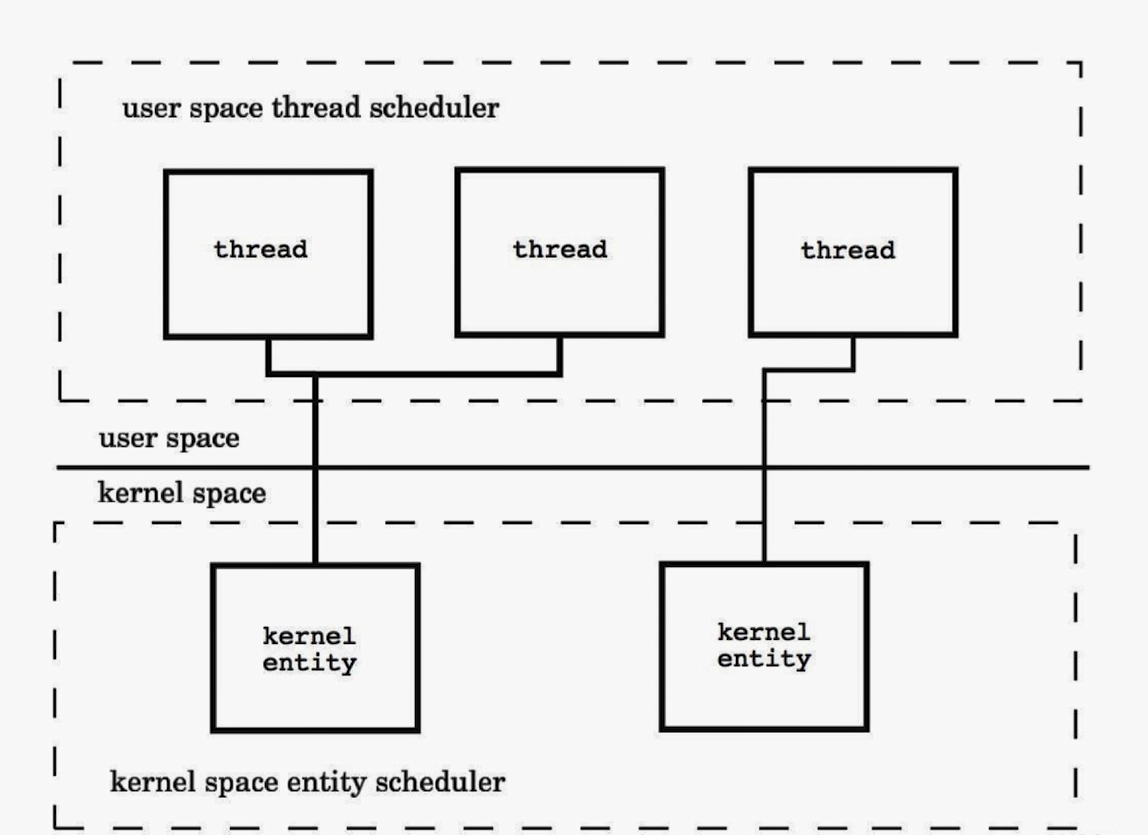 user space thread scheduler
thread
thread
thread
user space
kernel space
kernel
entity
kernel
entity
kernel space entity scheduler